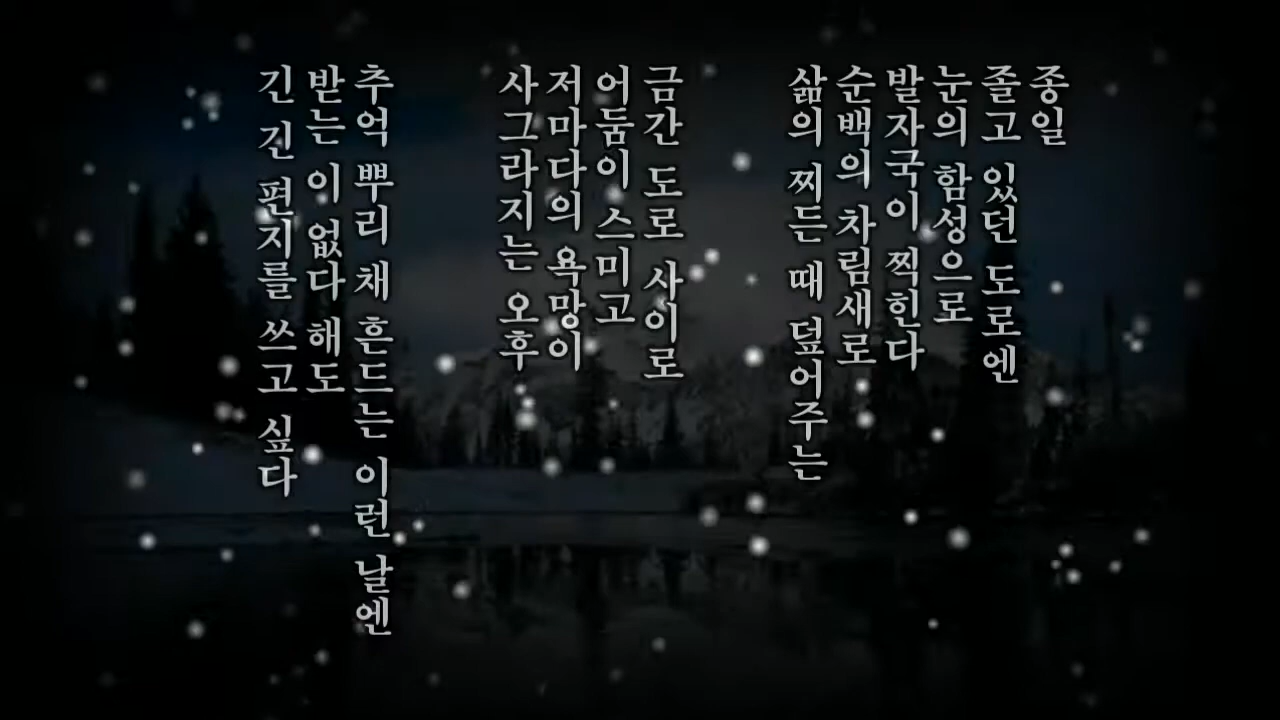 종일
졸고 있던 도로엔
눈의 함성으로
발자국이 찍힌다
순백의 차림새로
삶의 찌든 때 덮어주는
금간 도로 사이로
어둠이 스미고
저마다의 욕망이
사그라지는 오후
추억 뿌리 채 흔드는 이런 날엔
받는 이 없다 해도
긴 긴 편지를 쓰고 싶다